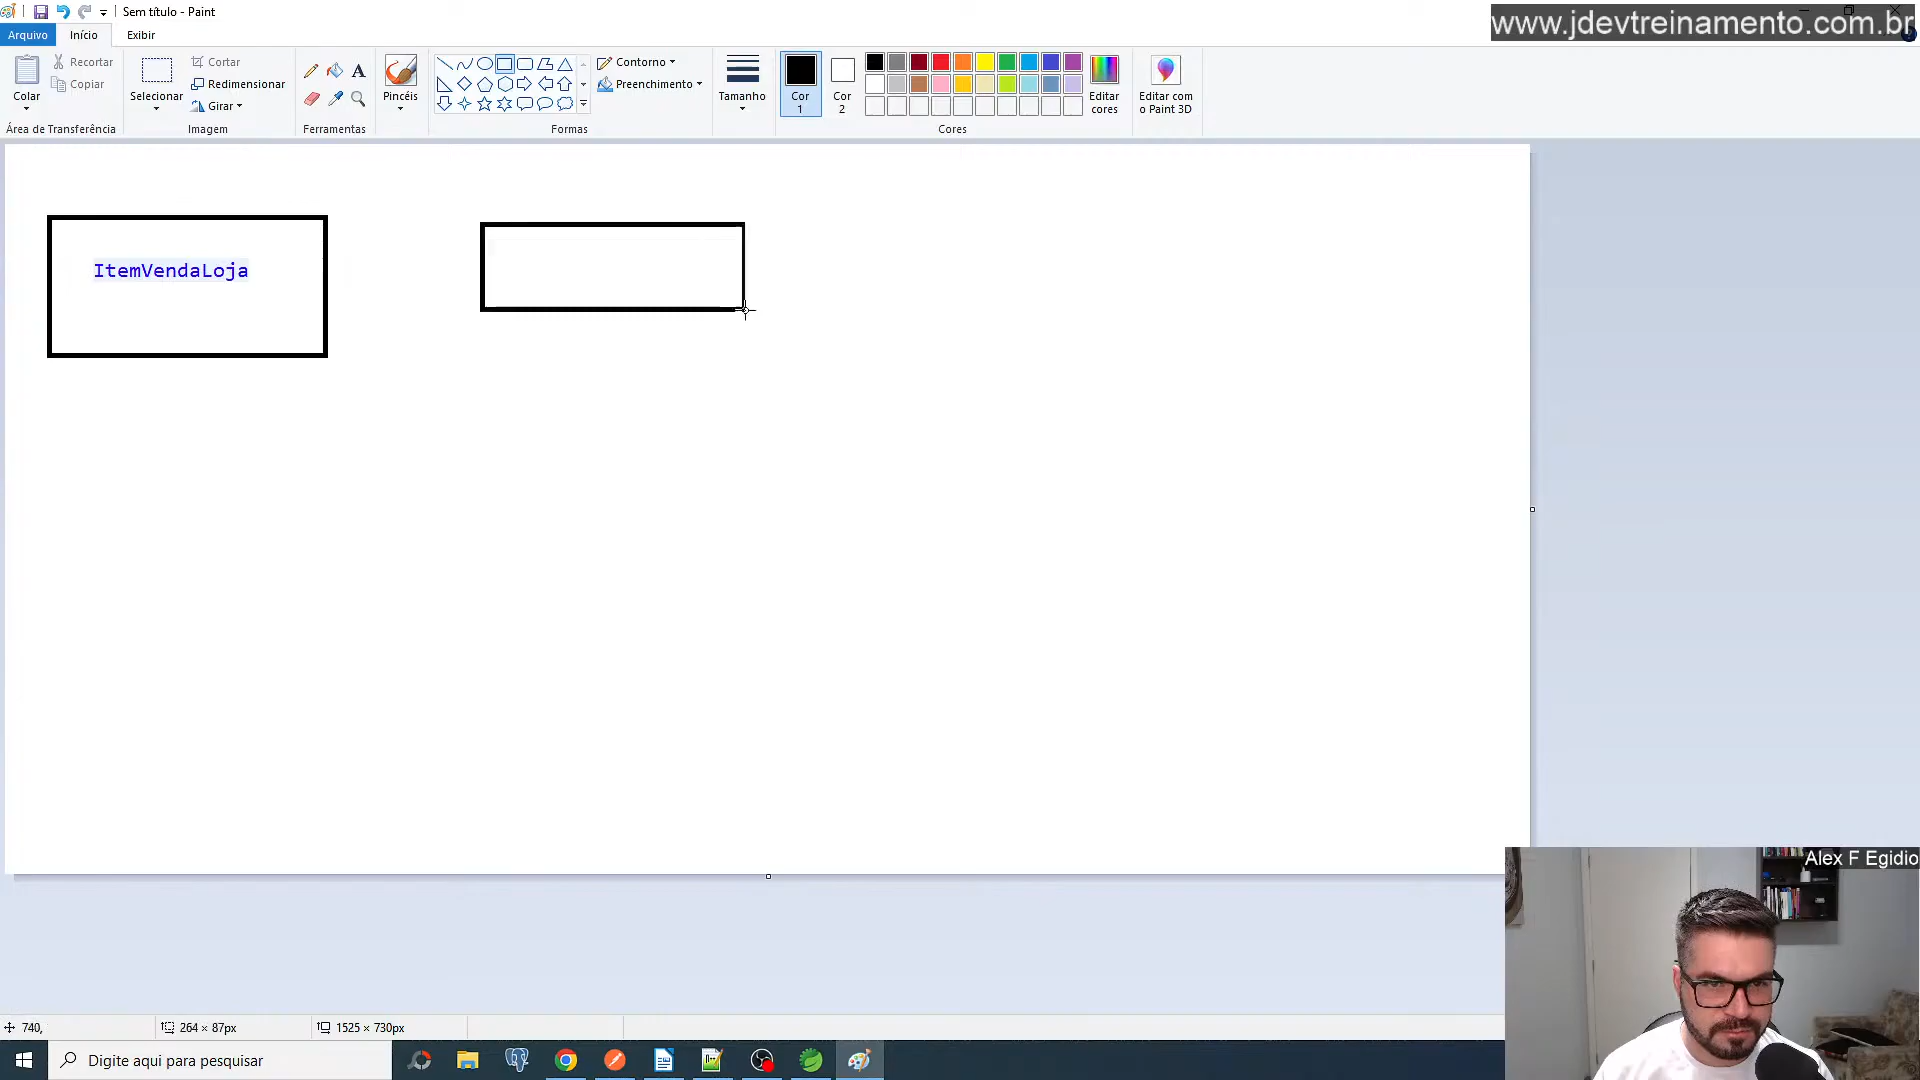 Sem título - Paint
www.jdevtreinamento.com.br
Arquivo
Início
Exibir
Colar
Recortar
Copiar
Área de Transferência
Selecionar
Cortar
Redimensionar
Girar
Imagem
Ferramentas
Pincéis
Contorno
Preenchimento
Formas
Tamanho
Cor 1
Cor 2
Editar cores
Cores
Editar com o Paint 3D
ItemVendaLoja
Alex F Egidio
740,
264 × 87px
1525 × 730px
Digite aqui para pesquisar